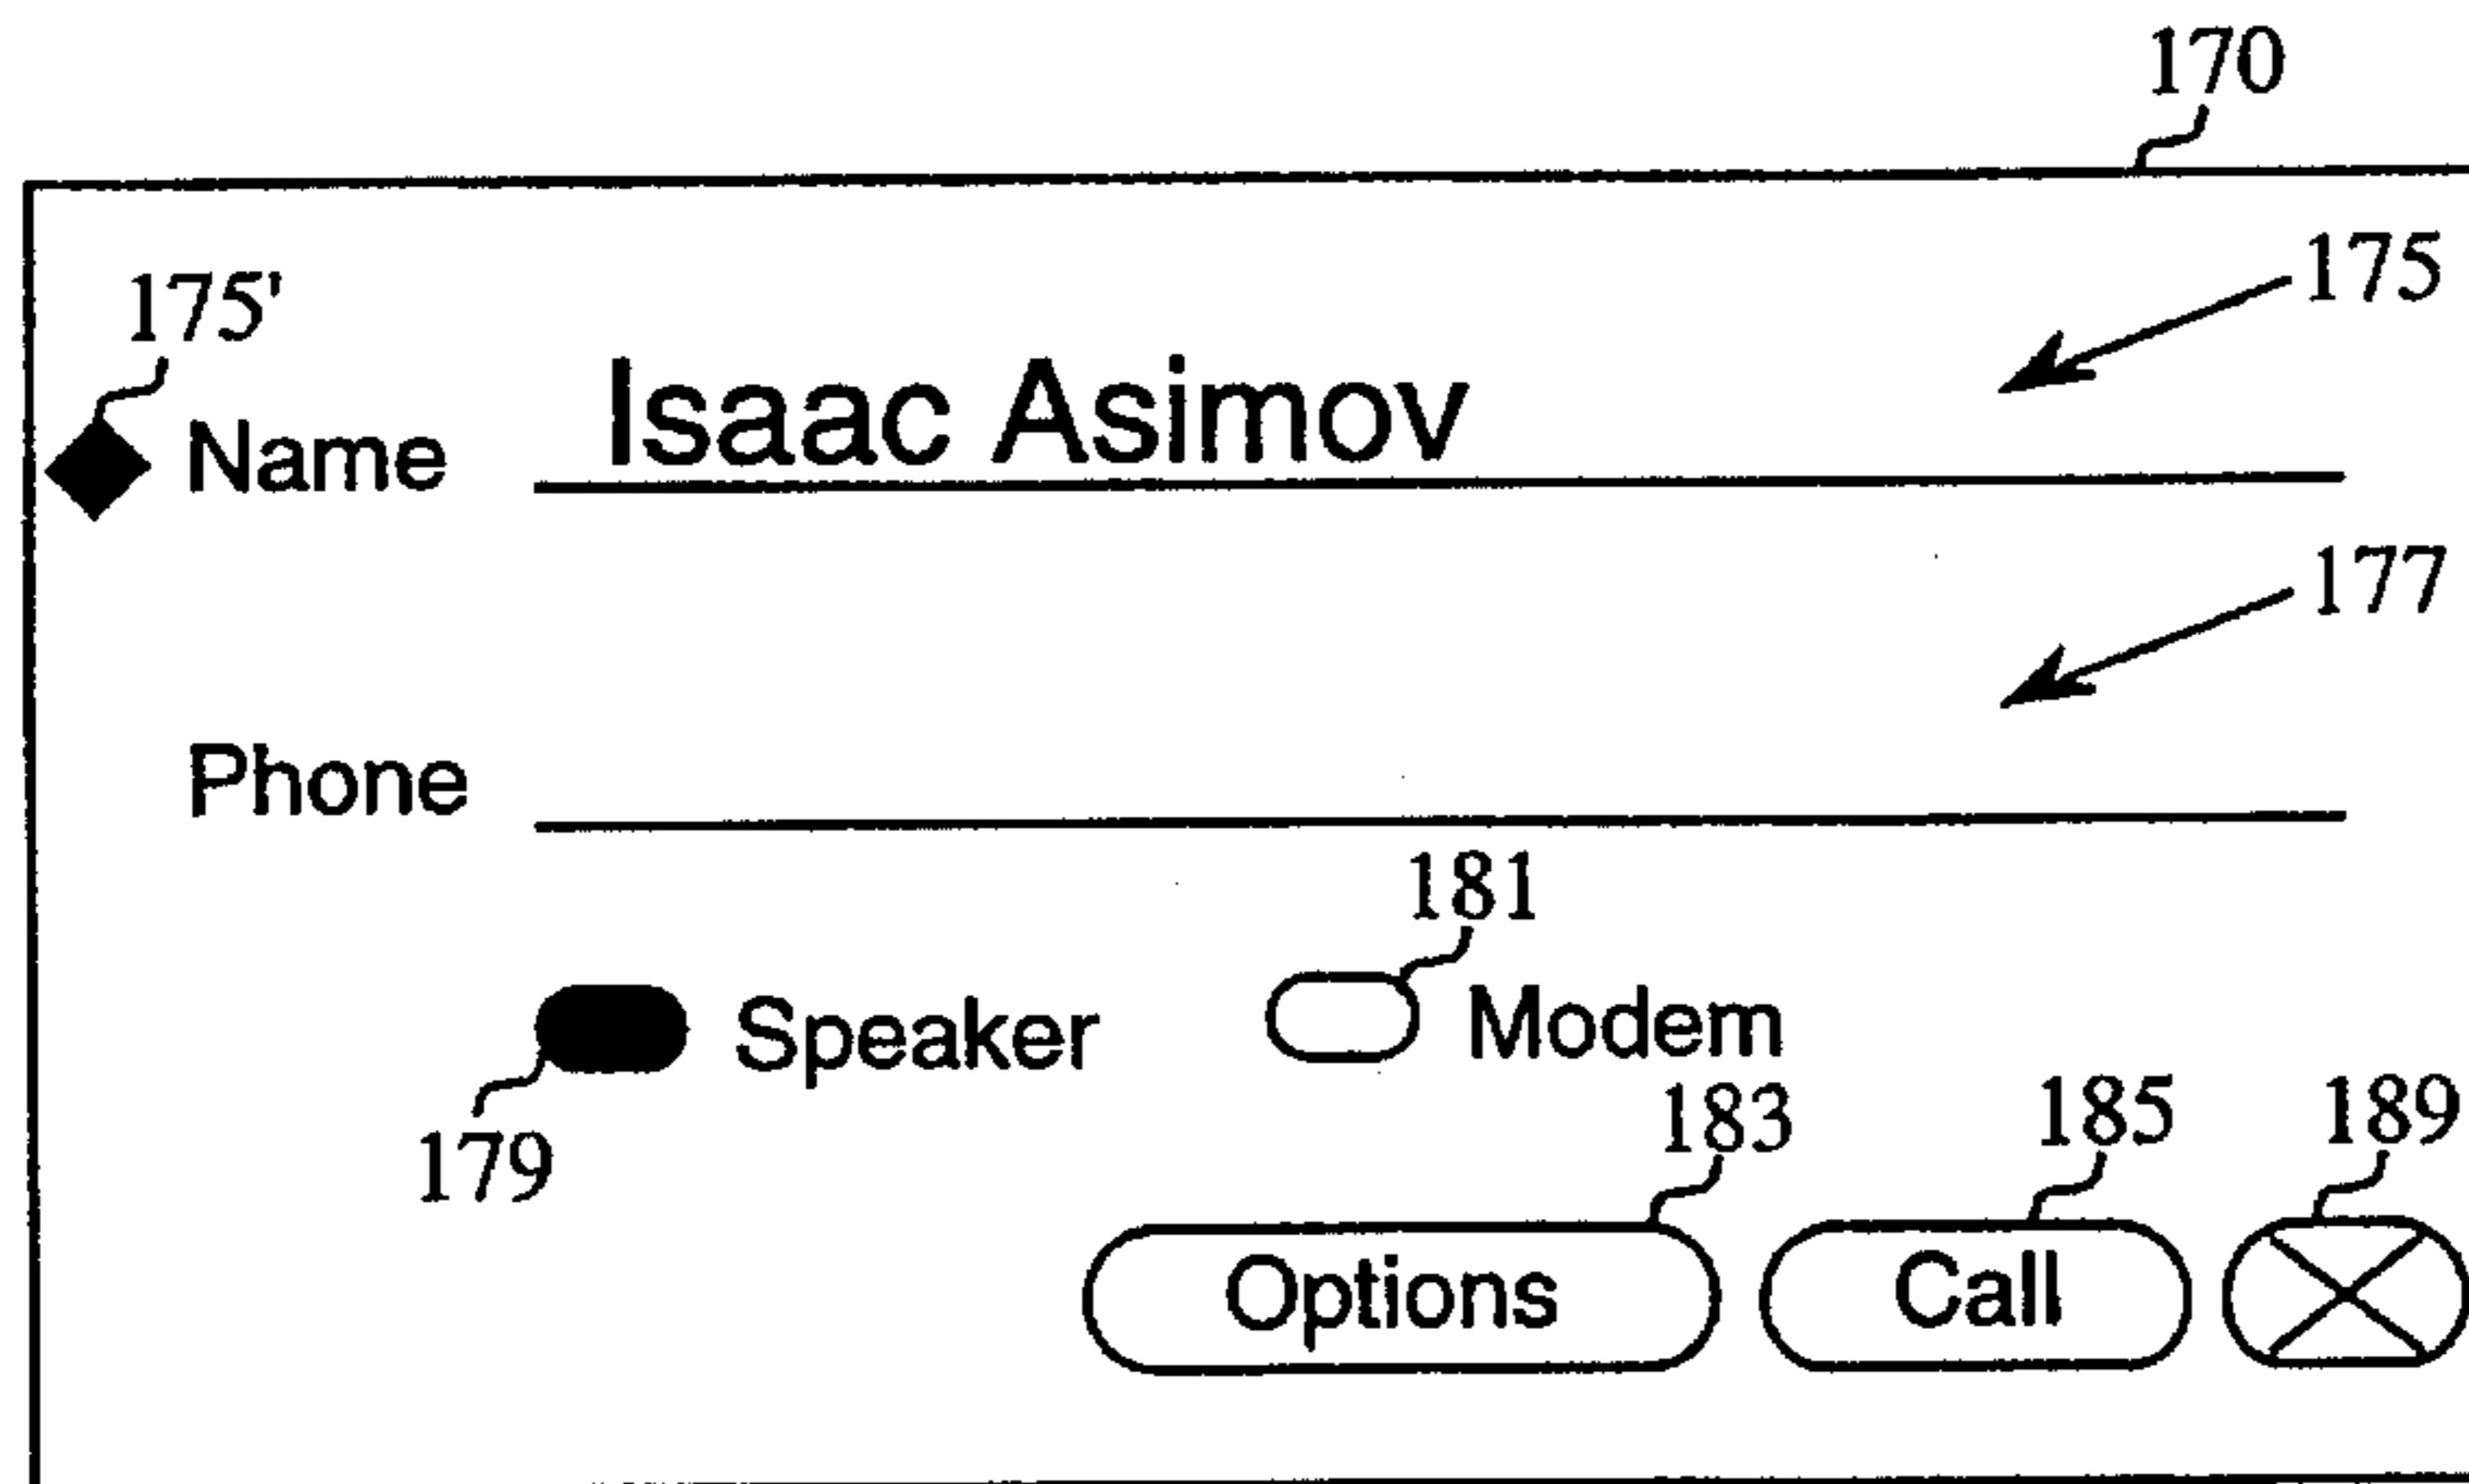 170
175
175'
Name Isaac Asimov
177
Phone
181
Speaker Modem
179 183 185 189
Options Call